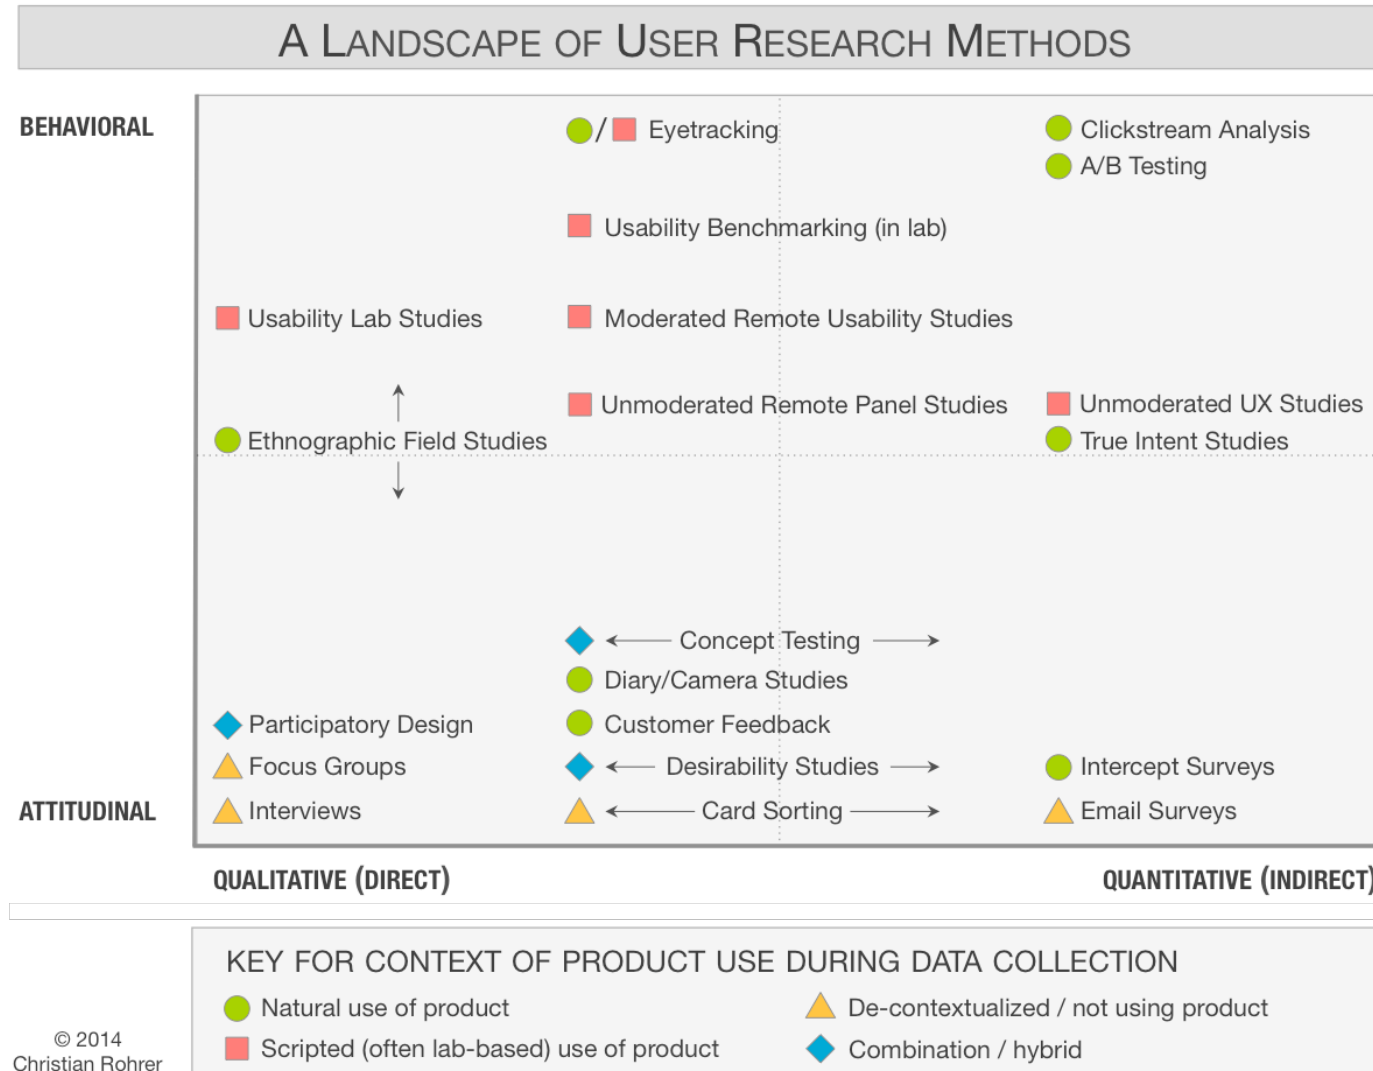 A Landscape of User Research Methods
BEHAVIORAL
/ Eyetracking
Clickstream Analysis
A/B Testing
Usability Benchmarking (in lab)
Usability Lab Studies
Moderated Remote Usability Studies
Unmoderated Remote Panel Studies
Unmoderated UX Studies
Ethnographic Field Studies
True Intent Studies
Concept Testing
Diary/Camera Studies
Participatory Design
Customer Feedback
Focus Groups
Desirability Studies
Intercept Surveys
ATTITUDINAL
Interviews
Card Sorting
Email Surveys
QUALITATIVE (DIRECT)
QUANTITATIVE (INDIRECT)
KEY FOR CONTEXT OF PRODUCT USE DURING DATA COLLECTION
Natural use of product
De-contextualized / not using product
Scripted (often lab-based) use of product
Combination / hybrid
© 2014
Christian Rohrer